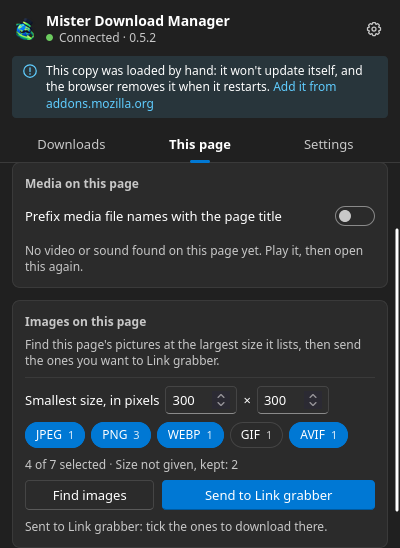 Mister Download Manager
Connected · 0.5.2
This copy was loaded by hand: it won't update itself, and
the browser removes it when it restarts. Add it from
addons.mozilla.org
Downloads
This page
Settings
Media on this page
Prefix media file names with the page title
No video or sound found on this page yet. Play it, then open
this again.
Images on this page
Find this page's pictures at the largest size it lists, then send
the ones you want to Link grabber.
Smallest size, in pixels 300 × 300
JPEG 1 PNG 3 WEBP 1 GIF 1 AVIF 1
4 of 7 selected · Size not given, kept: 2
Find images
Send to Link grabber
Sent to Link grabber: tick the ones to download there.